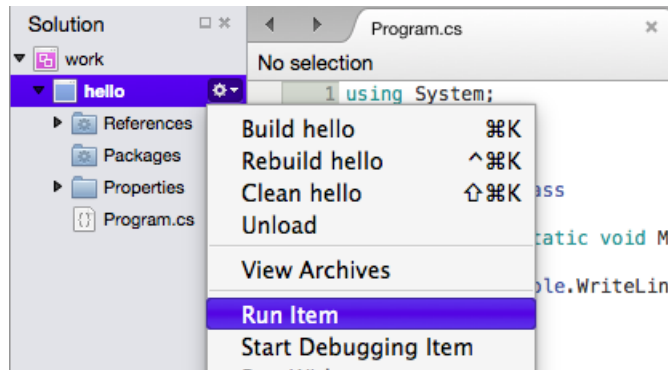 Solution
Program.cs
work
No selection
hello
1 using System;
References
Build hello ⌘K
Packages
Rebuild hello ^⌘K
Properties
Clean hello ⇧⌘K
ass
Program.cs
Unload
tatic void M
View Archives
ole.WriteLin
Run Item
Start Debugging Item